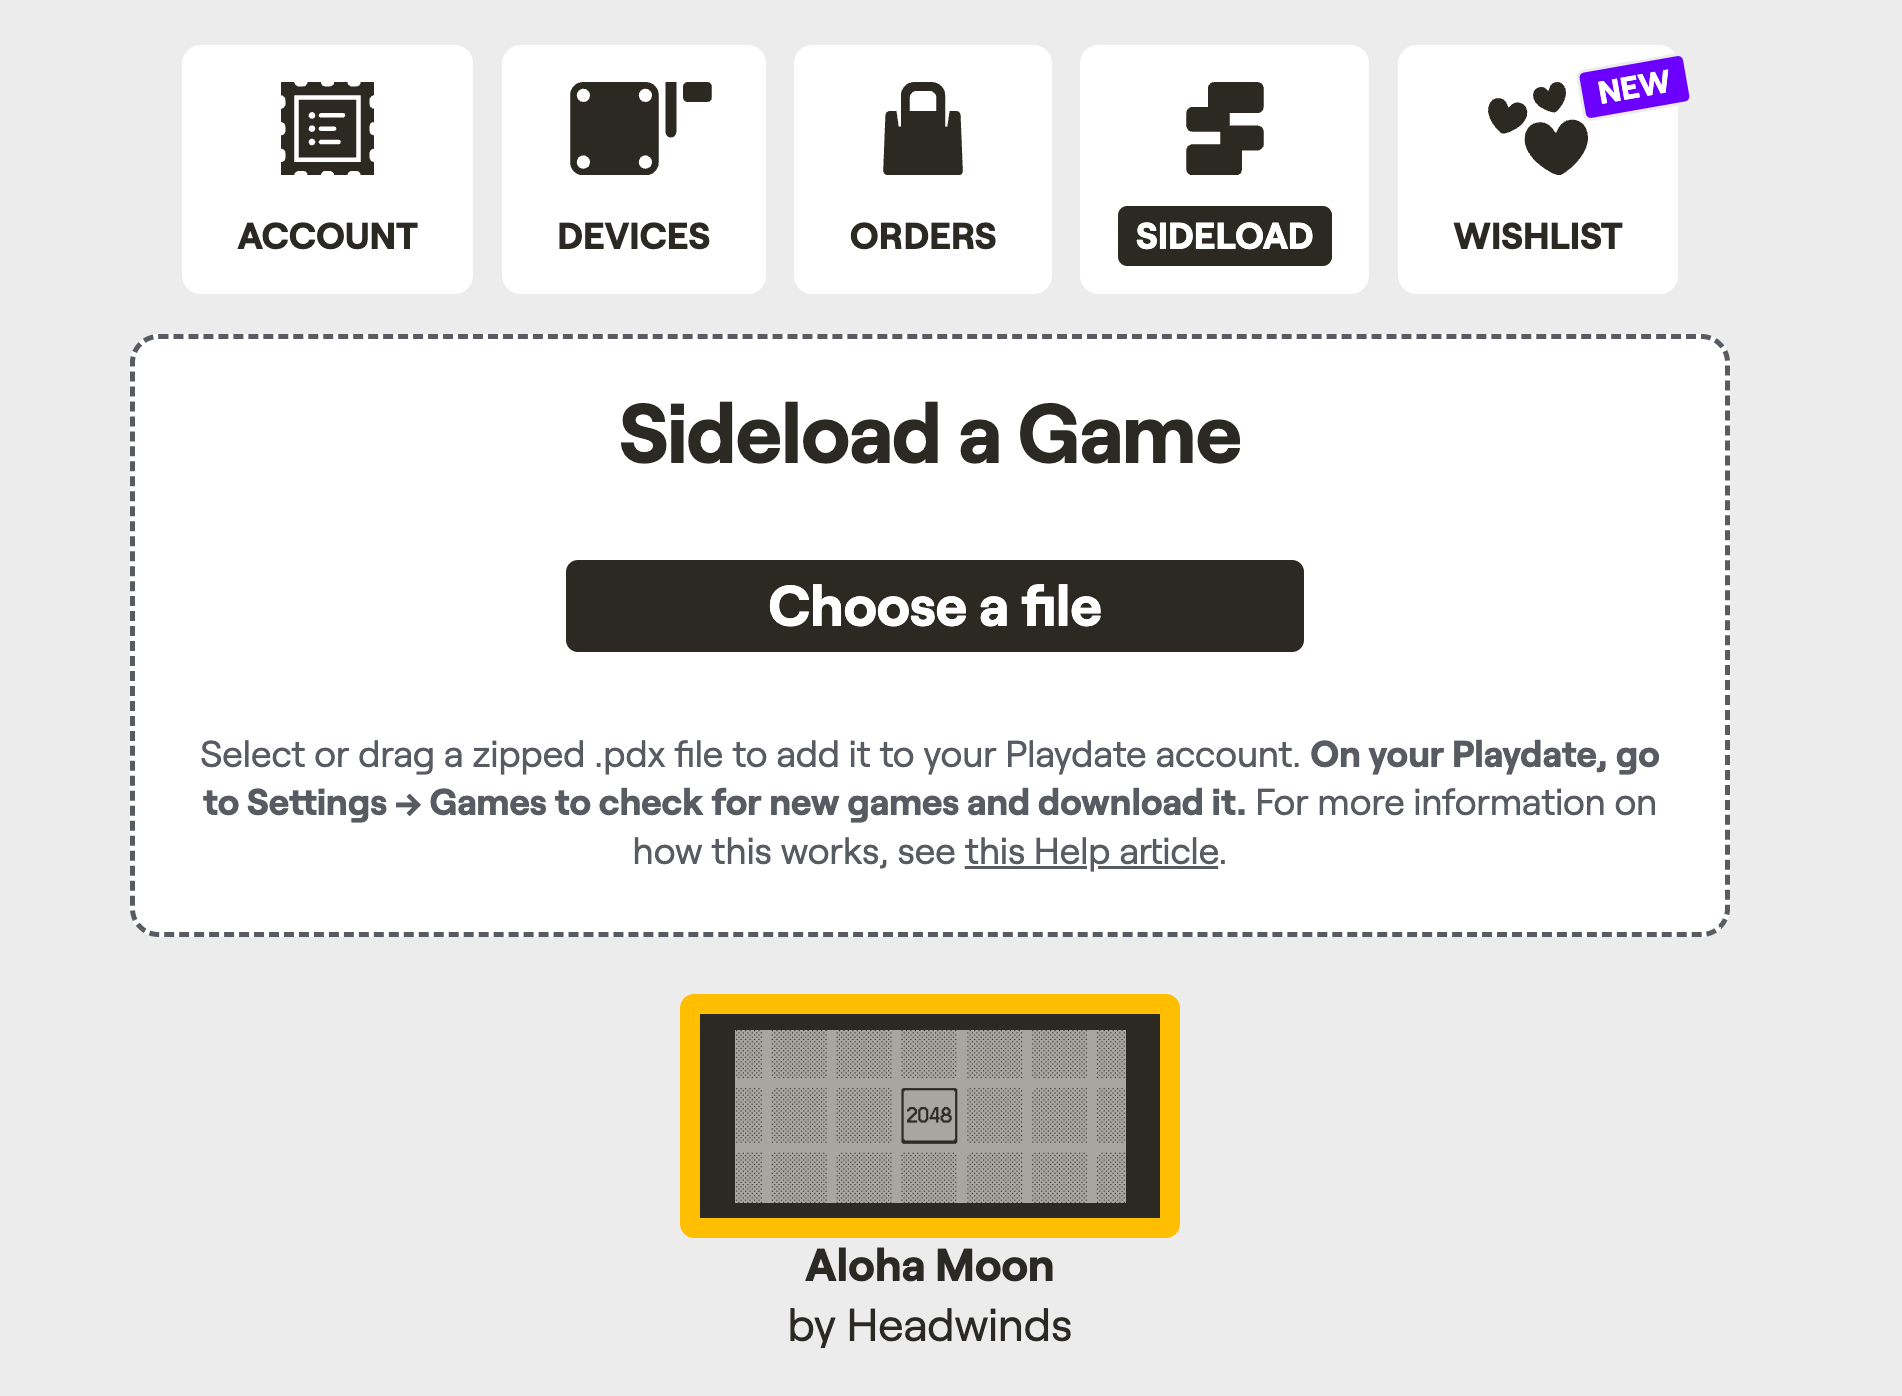 ACCOUNT
DEVICES
ORDERS
SIDELOAD
WISHLIST
NEW
Sideload a Game
Choose a file
Select or drag a zipped .pdx file to add it to your Playdate account. On your Playdate, go
to Settings → Games to check for new games and download it. For more information on
how this works, see this Help article.
2048
Aloha Moon
by Headwinds